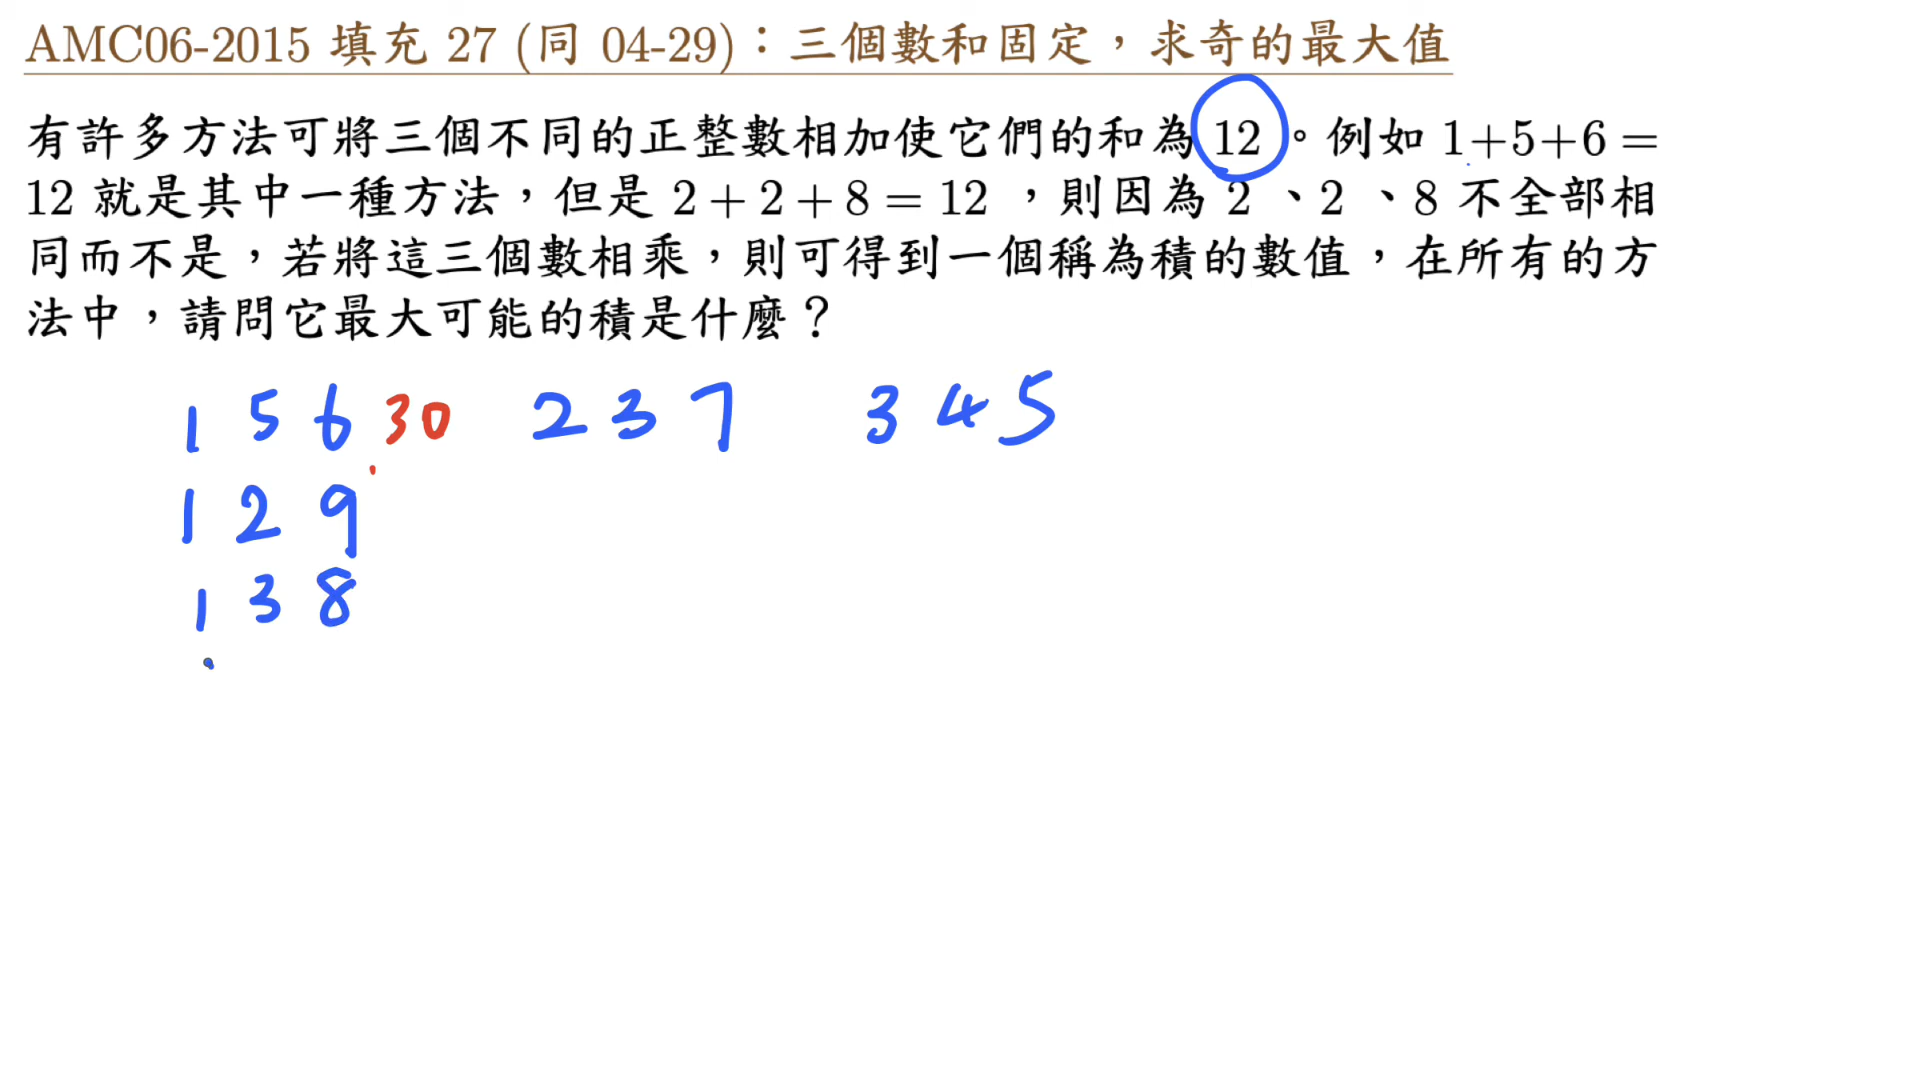 AMC06-2015 填充 27 (同 04-29)：三個數和固定，求奇的最大值
有許多方法可將三個不同的正整數相加使它們的和為 12 。例如 1+5+6 =
12 就是其中一種方法，但是 2 + 2 + 8 = 12 ，則因為 2 、2 、8 不全部相
同而不是，若將這三個數相乘，則可得到一個稱為積的數值，在所有的方
法中，請問它最大可能的積是什麼？
1 5 6 30 2 3 7 3 4 5
1 2 9
1 3 8